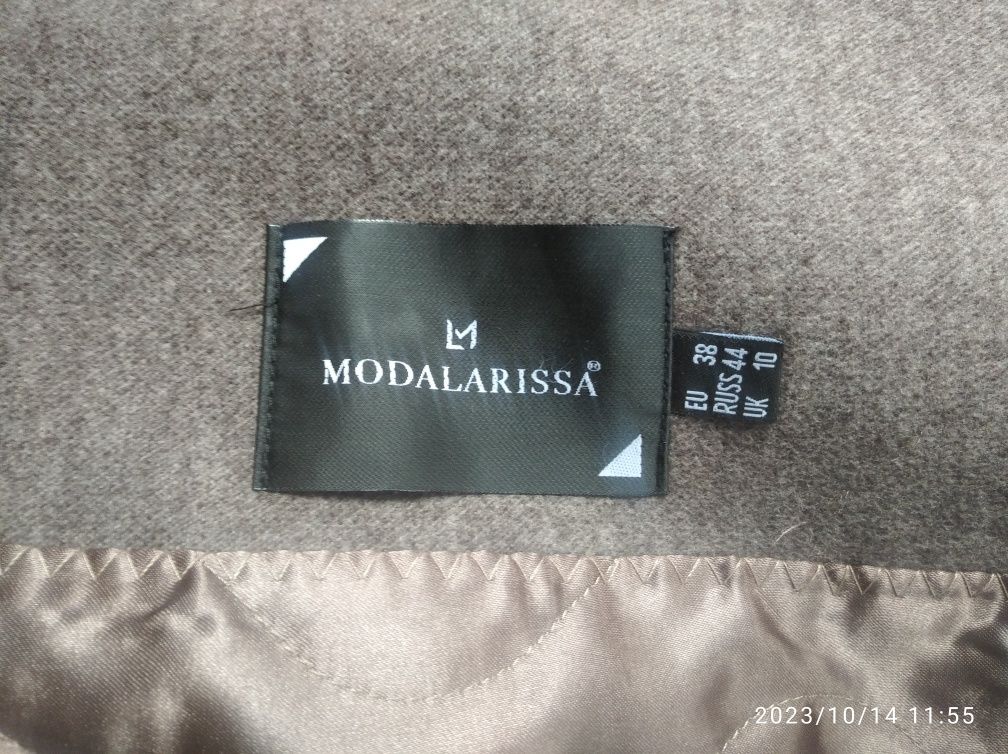 LM
MODALARISSA®
EU 38
RUSS 44
UK 10
2023/10/14 11:55